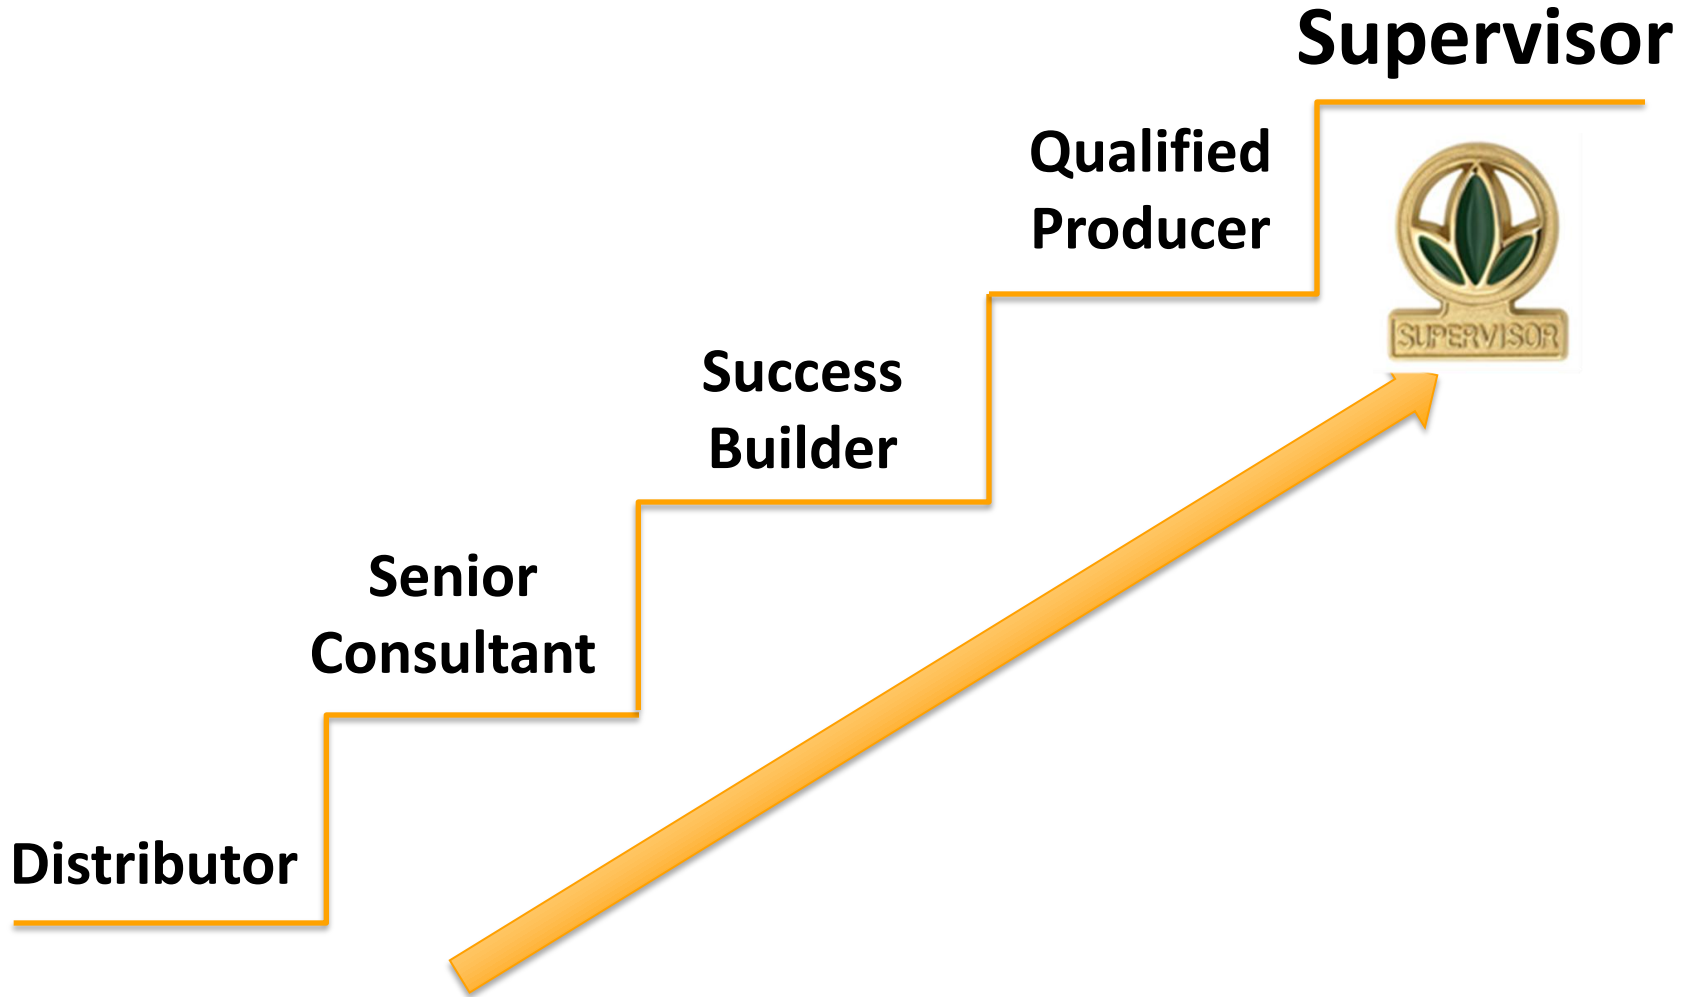 Supervisor
Qualified
Producer
SUPERVISOR
Success
Builder
Senior
Consultant
Distributor